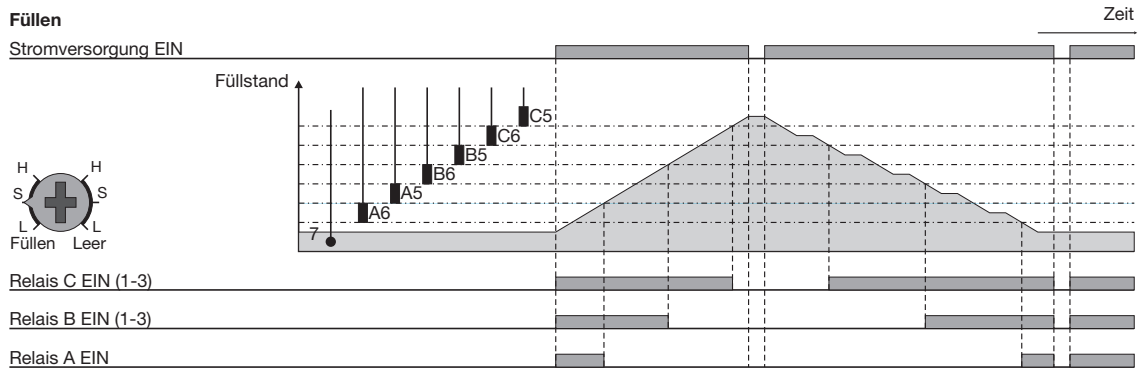 Füllen
Zeit
Stromversorgung EIN
Füllstand
C5
C6
B5
B6
A5
A6
7
H H
S S
L L
Füllen Leer
Relais C EIN (1-3)
Relais B EIN (1-3)
Relais A EIN